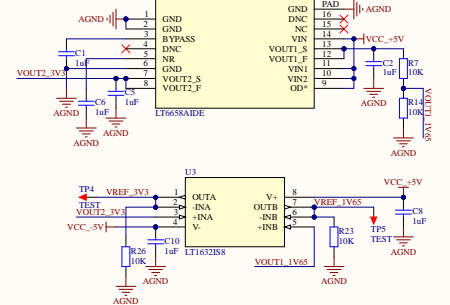 PAD
AGND
1 GND
2 GND
3 BYPASS
4 DNC
5 NR
6 GND
7 VOUT2_S
8 VOUT2_F
GND
DNC 16
NC 15
VIN 14
VOUT1_S 13
VOUT1_F 12
VIN1 11
VIN2 10
OD* 9
LT6658AIDE
AGND
VCC_+5V
C1
1uF
VOUT2_3V3
AGND
C6
1uF
AGND
C5
1uF
AGND
C2
1uF
AGND
R7
10K
R14
10K
VOUT1_1V65
AGND
U3
TP4
TEST
VREF_3V3
VOUT2_3V3
VCC_-5V
1 OUTA
2 -INA
3 +INA
4 V-
V+ 8
OUTB 7
-INB 6
+INB 5
LT1632IS8
R26
10K
AGND
C10
1uF
AGND
VOUT1_1V65
VREF_1V65
R23
10K
AGND
TP5
TEST
VCC_+5V
C8
1uF
AGND